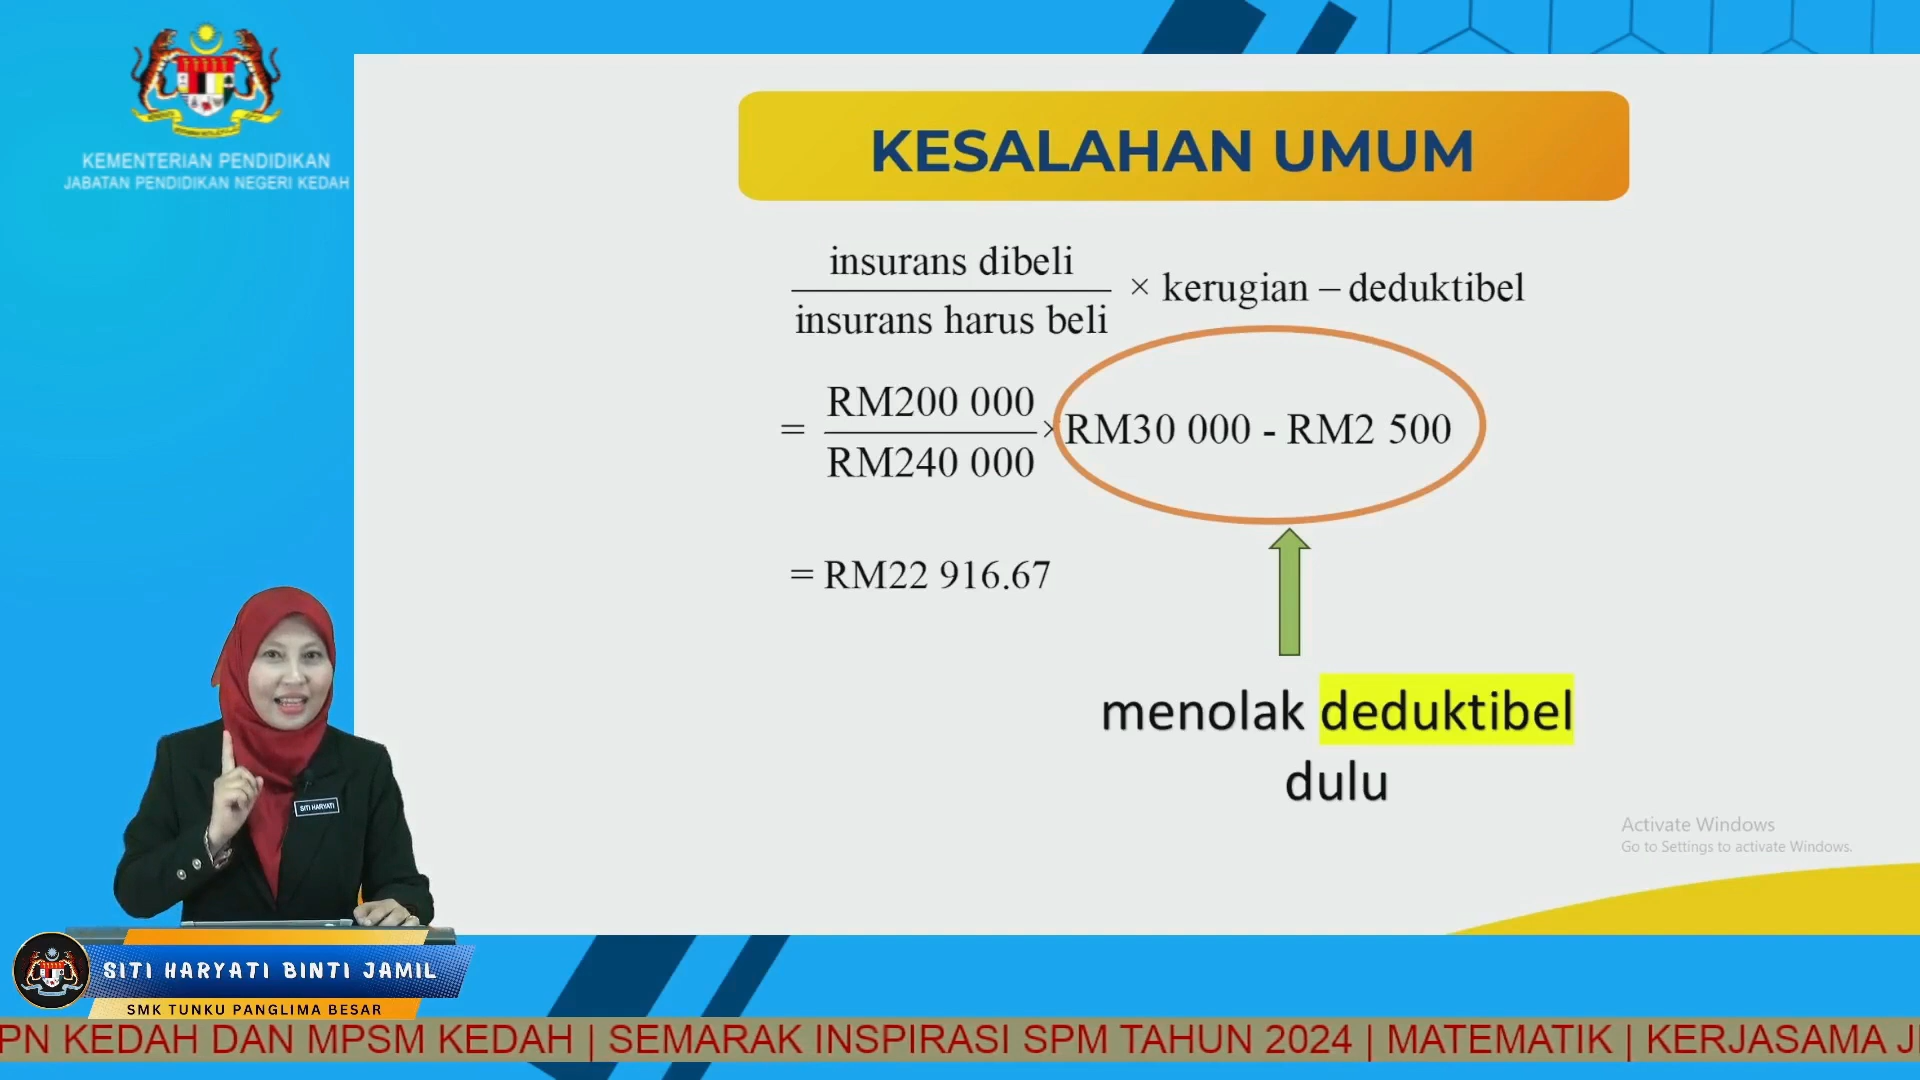 KEMENTERIAN PENDIDIKAN
JABATAN PENDIDIKAN NEGERI KEDAH
KESALAHAN UMUM
insurans dibeli
insurans harus beli
× kerugian – deduktibel
= RM200 000
RM240 000
× RM30 000 - RM2 500
= RM22 916.67
menolak deduktibel
dulu
Activate Windows
Go to Settings to activate Windows.
SITI HARYATI
SITI HARYATI BINTI JAMIL
SMK TUNKU PANGLIMA BESAR
PN KEDAH DAN MPSM KEDAH | SEMARAK INSPIRASI SPM TAHUN 2024 | MATEMATIK | KERJASAMA